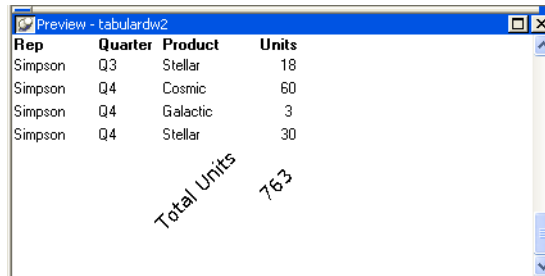 Preview - tabulardw2
Rep Quarter Product Units
Simpson Q3 Stellar 18
Simpson Q4 Cosmic 60
Simpson Q4 Galactic 3
Simpson Q4 Stellar 30
Total Units 763